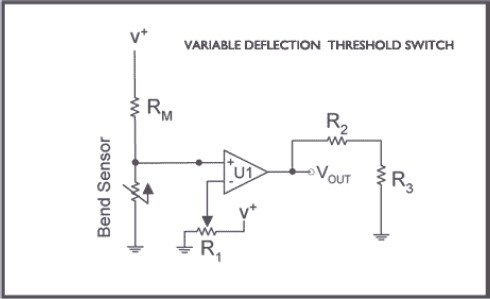 V+
VARIABLE DEFLECTION THRESHOLD SWITCH
RM
R2
Bend Sensor
+
U1
-
VOUT
R3
V+
R1